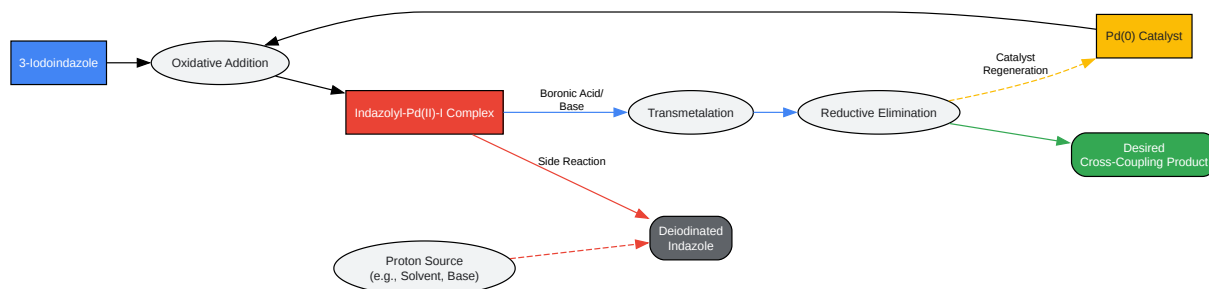 3-Iodoindazole
Oxidative Addition
Pd(0) Catalyst
Catalyst
Regeneration
Indazolyl-Pd(II)-I Complex
Boronic Acid/
Base
Transmetalation
Reductive Elimination
Desired
Cross-Coupling Product
Side Reaction
Deiodinated
Indazole
Proton Source
(e.g., Solvent, Base)